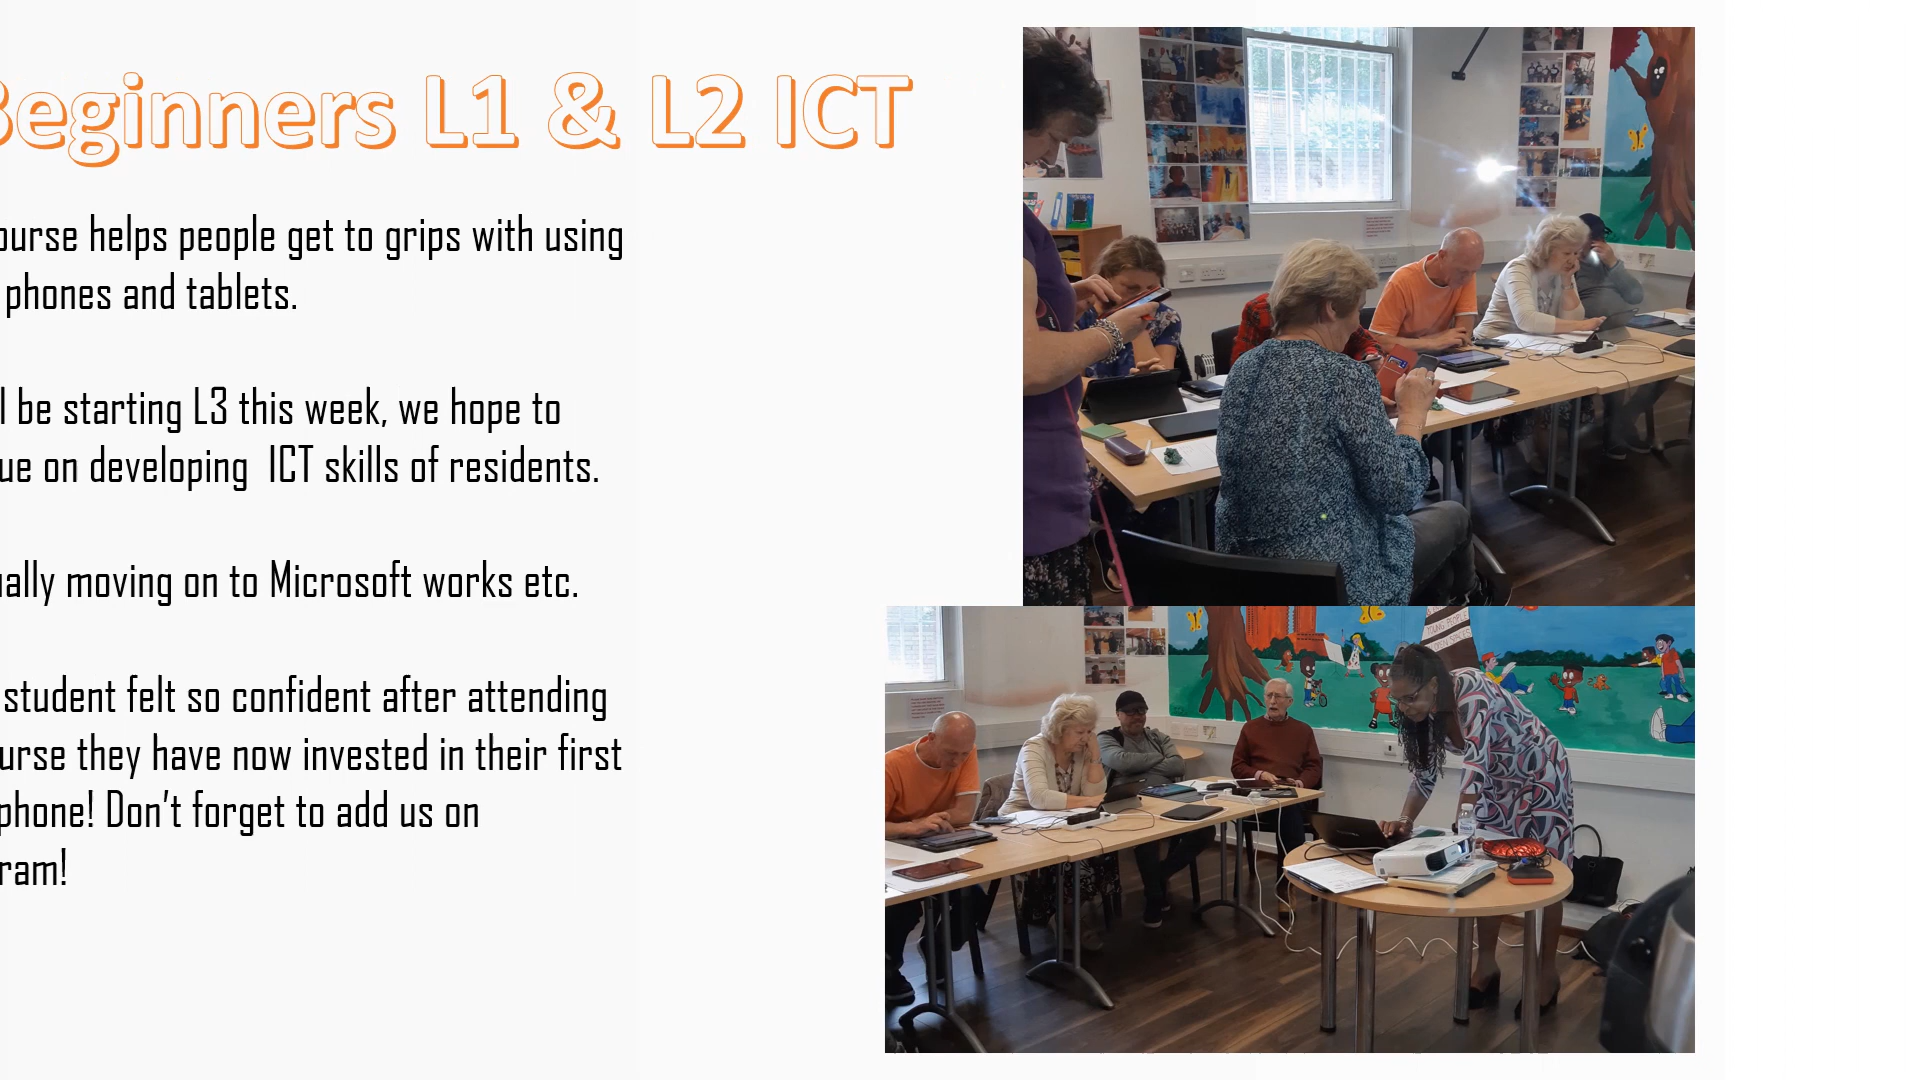 Beginners L1 & L2 ICT
ourse helps people get to grips with using
phones and tablets.
l be starting L3 this week, we hope to
ue on developing  ICT skills of residents.
ually moving on to Microsoft works etc.
student felt so confident after attending
urse they have now invested in their first
phone! Don't forget to add us on
ram!